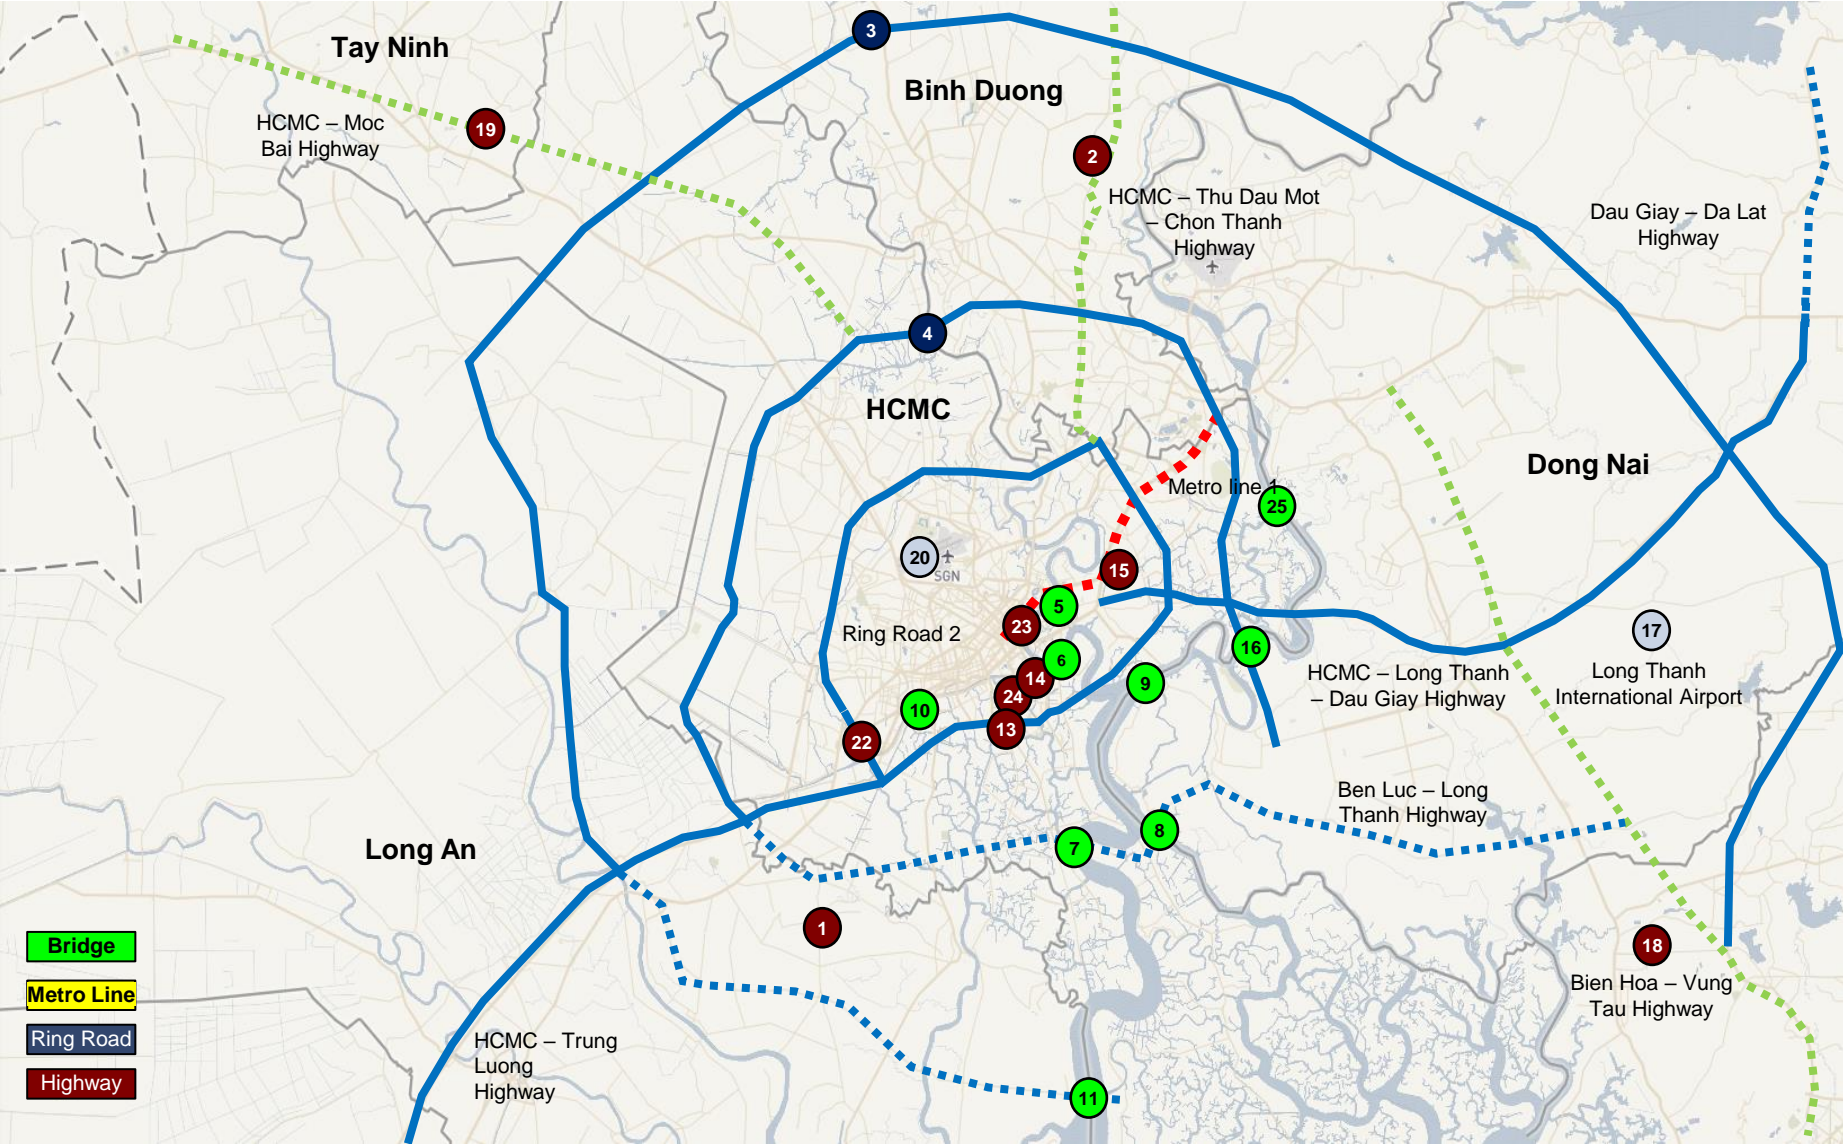 3
Tay Ninh
Binh Duong
HCMC – Moc
Bai Highway
19
2
HCMC – Thu Dau Mot
– Chon Thanh
Highway
Dau Giay – Da Lat
Highway
4
HCMC
Dong Nai
Metro line 1
25
20
SGN
15
5
23
Ring Road 2
17
16
6
HCMC – Long Thanh
– Dau Giay Highway
Long Thanh
International Airport
14
9
24
10
13
22
Ben Luc – Long
Thanh Highway
8
7
Long An
1
Bridge
18
Metro Line
Bien Hoa – Vung
Tau Highway
Ring Road
HCMC – Trung
Luong
Highway
Highway
11